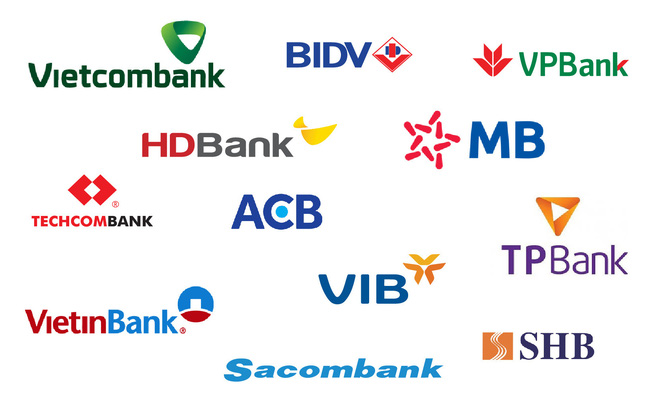 Vietcombank
BIDV
VPBank
HDBank
MB
TECHCOMBANK
®
ACB
TPBank
VIB
VietinBank
®
SHB
Sacombank